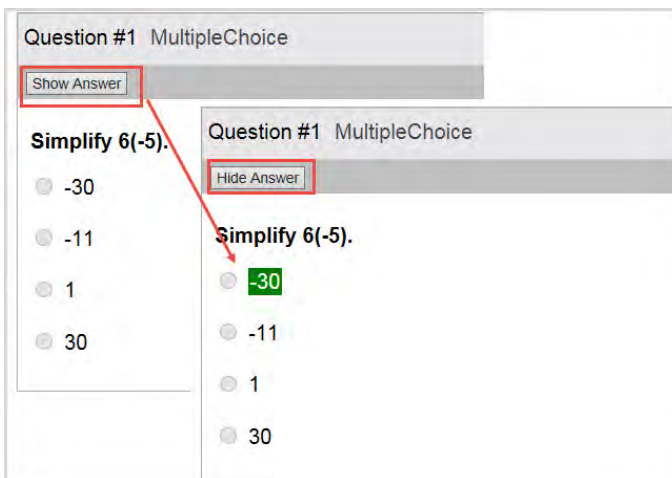 Question #1 MultipleChoice
Show Answer
Simplify 6(-5).
-30
-11
1
30
Question #1 MultipleChoice
Hide Answer
Simplify 6(-5).
-30
-11
1
30